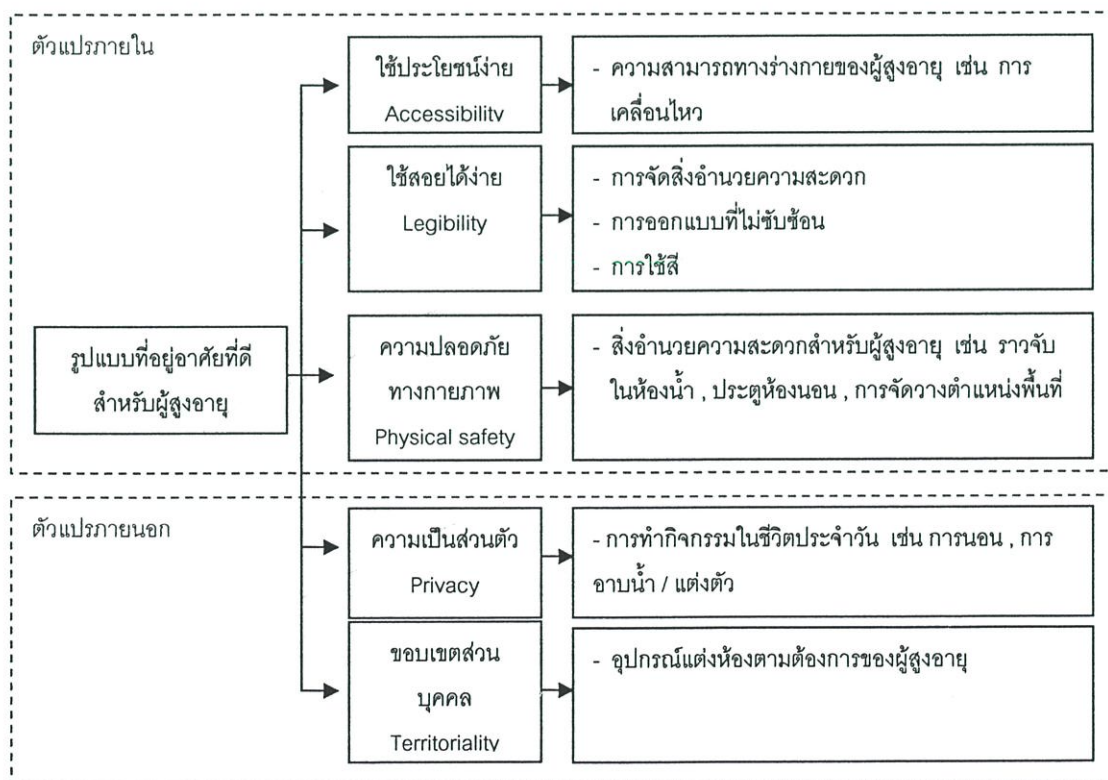 ตัวแปรภายใน
ใช้ประโยชน์ง่าย
Accessibility
- ความสามารถทางร่างกายของผู้สูงอายุ เช่น การ
เคลื่อนไหว
ใช้สอยได้ง่าย
Legibility
- การจัดสิ่งอำนวยความสะดวก
- การออกแบบที่ไม่ซับซ้อน
- การใช้สี
รูปแบบที่อยู่อาศัยที่ดี
สำหรับผู้สูงอายุ
ความปลอดภัย
ทางกายภาพ
Physical safety
- สิ่งอำนวยความสะดวกสำหรับผู้สูงอายุ เช่น ราวจับ
ในห้องน้ำ , ประตูห้องนอน , การจัดวางตำแหน่งพื้นที่
ตัวแปรภายนอก
ความเป็นส่วนตัว
Privacy
- การทำกิจกรรมในชีวิตประจำวัน เช่น การนอน , การ
อาบน้ำ / แต่งตัว
ขอบเขตส่วน
บุคคล
Territoriality
- อุปกรณ์แต่งห้องตามต้องการของผู้สูงอายุ